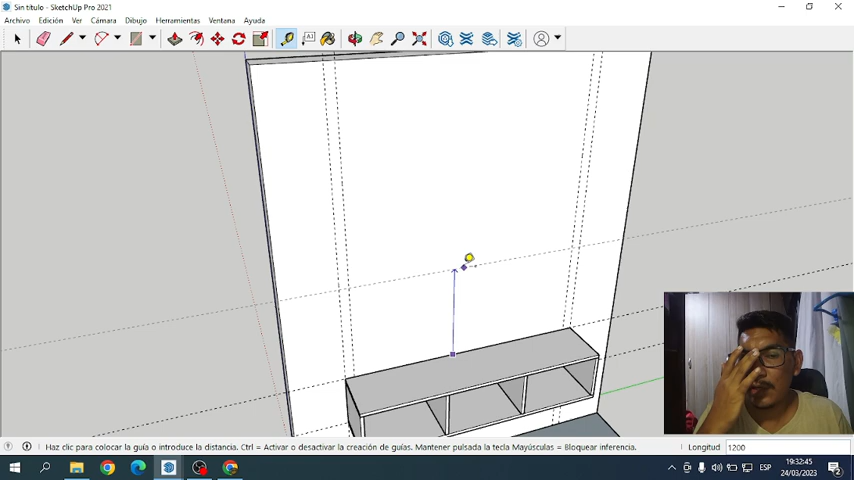 Sin título - SketchUp Pro 2021
Archivo Edición Ver Cámara Dibujo Herramientas Ventana Ayuda
A1
Haz clic para colocar la guía o introduce la distancia. Ctrl = Activar o desactivar la creación de guías. Mantener pulsada la tecla Mayúsculas = Bloquear inferencia.
Longitud 1200
ESP
19:32:45
24/03/2023
2